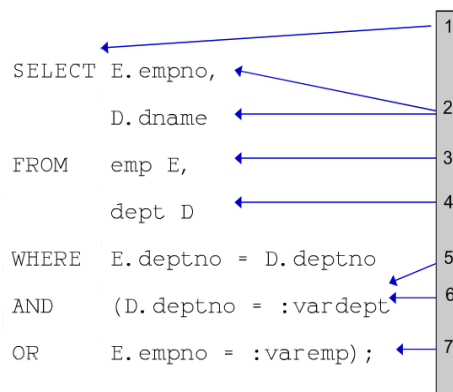 1
SELECT E.empno,
D.dname 2
FROM emp E, 3
dept D 4
WHERE E.deptno = D.deptno 5
AND (D.deptno = :vardept 6
OR E.empno = :varemp); 7